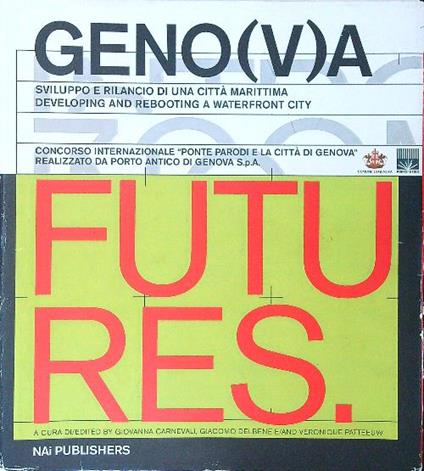 GENO(V)A
SVILUPPO E RILANCIO DI UNA CITTÀ MARITTIMA
DEVELOPING AND REBOOTING A WATERFRONT CITY
CONCORSO INTERNAZIONALE "PONTE PARODI E LA CITTÀ DI GENOVA"
REALIZZATO DA PORTO ANTICO DI GENOVA S.p.A.
FUTU
RES.
A CURA DI/EDITED BY GIOVANNA CARNEVALI, GIACOMO DELBENE E/AND VERONIQUE PATTEEUW
NAi PUBLISHERS